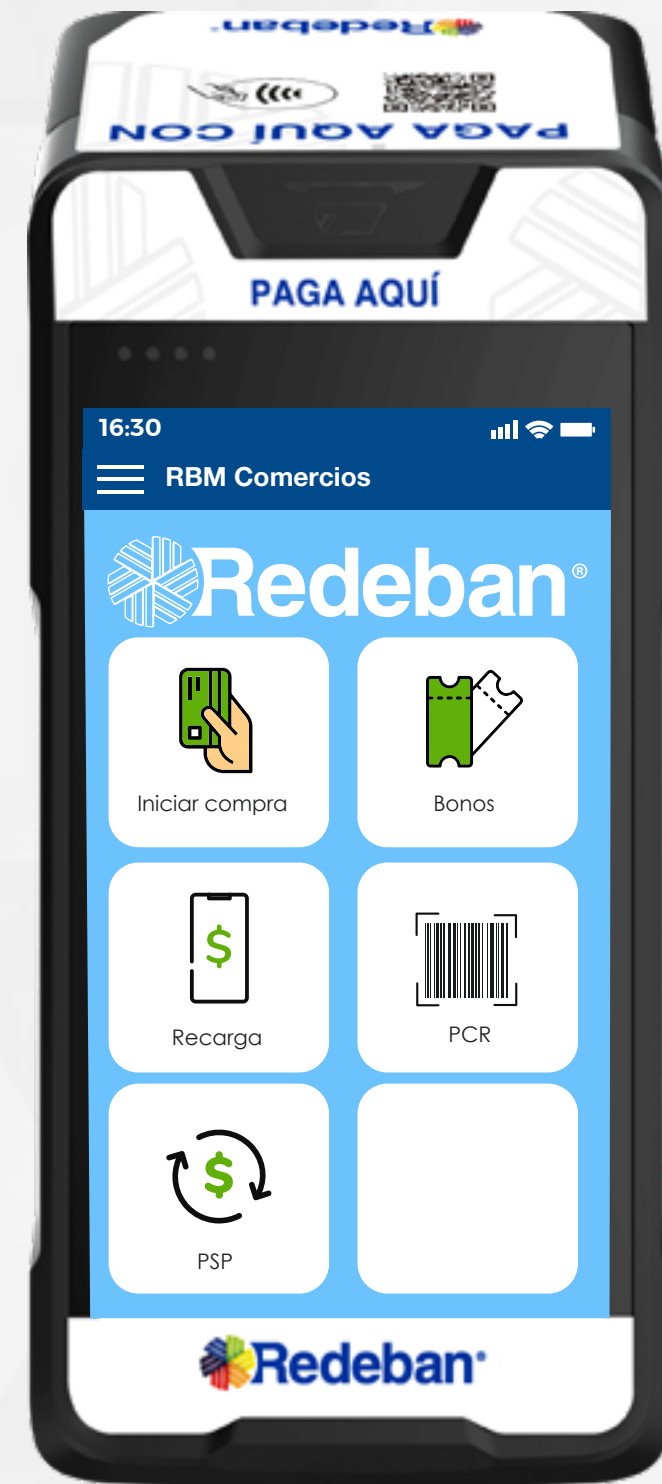 Redeban
PAGA AQUÍ CON
PAGA AQUÍ
16:30
RBM Comercios
Redeban®
Iniciar compra
Bonos
Recarga
PCR
PSP
Redeban